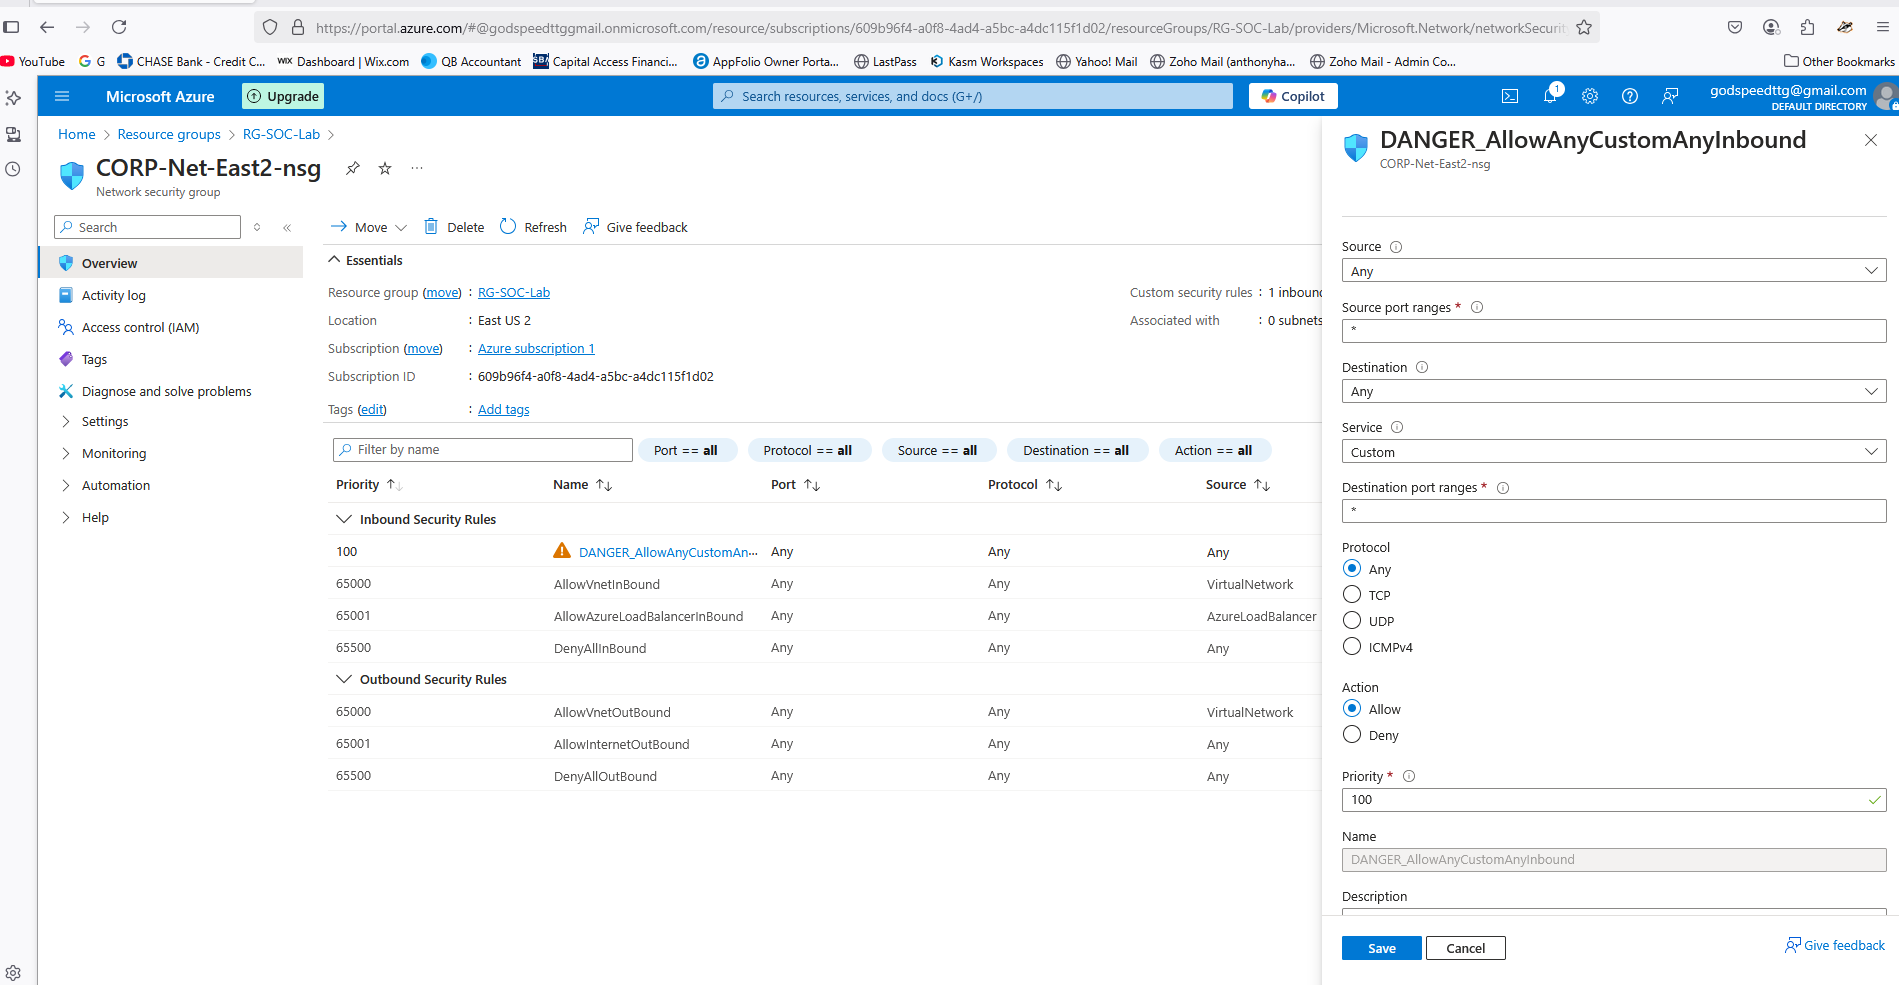 https://portal.azure.com/#@godspeedttggmail.onmicrosoft.com/resource/subscriptions/609b96f4-a0f8-4ad4-a5bc-a4dc115f1d02/resourceGroups/RG-SOC-Lab/providers/Microsoft.Network/networkSecurit
YouTube G CHASE Bank - Credit C... WIX Dashboard | Wix.com QB Accountant SBA Capital Access Financi... AppFolio Owner Porta... LastPass Kasm Workspaces Yahoo! Mail Zoho Mail (anthonyha... Zoho Mail - Admin Co... Other Bookmarks
Microsoft Azure Upgrade Search resources, services, and docs (G+/) Copilot 1 godspeedttg@gmail.com
DEFAULT DIRECTORY
Home > Resource groups > RG-SOC-Lab >
CORP-Net-East2-nsg ...
Network security group
Search
Overview
Activity log
Access control (IAM)
Tags
Diagnose and solve problems
Settings
Monitoring
Automation
Help
Move Delete Refresh Give feedback
Essentials
Resource group (move) : RG-SOC-Lab
Location : East US 2
Subscription (move) : Azure subscription 1
Subscription ID : 609b96f4-a0f8-4ad4-a5bc-a4dc115f1d02
Tags (edit) : Add tags
Custom security rules : 1 inbound
Associated with : 0 subnets
Filter by name Port == all Protocol == all Source == all Destination == all Action == all
Priority Name Port Protocol Source
Inbound Security Rules
100 DANGER_AllowAnyCustomAn... Any Any Any
65000 AllowVnetInBound Any Any VirtualNetwork
65001 AllowAzureLoadBalancerInBound Any Any AzureLoadBalancer
65500 DenyAllInBound Any Any Any
Outbound Security Rules
65000 AllowVnetOutBound Any Any VirtualNetwork
65001 AllowInternetOutBound Any Any Any
65500 DenyAllOutBound Any Any Any
DANGER_AllowAnyCustomAnyInbound
CORP-Net-East2-nsg
Source
Any
Source port ranges *
*
Destination
Any
Service
Custom
Destination port ranges *
*
Protocol
Any
TCP
UDP
ICMPv4
Action
Allow
Deny
Priority *
100
Name
DANGER_AllowAnyCustomAnyInbound
Description
Save Cancel Give feedback